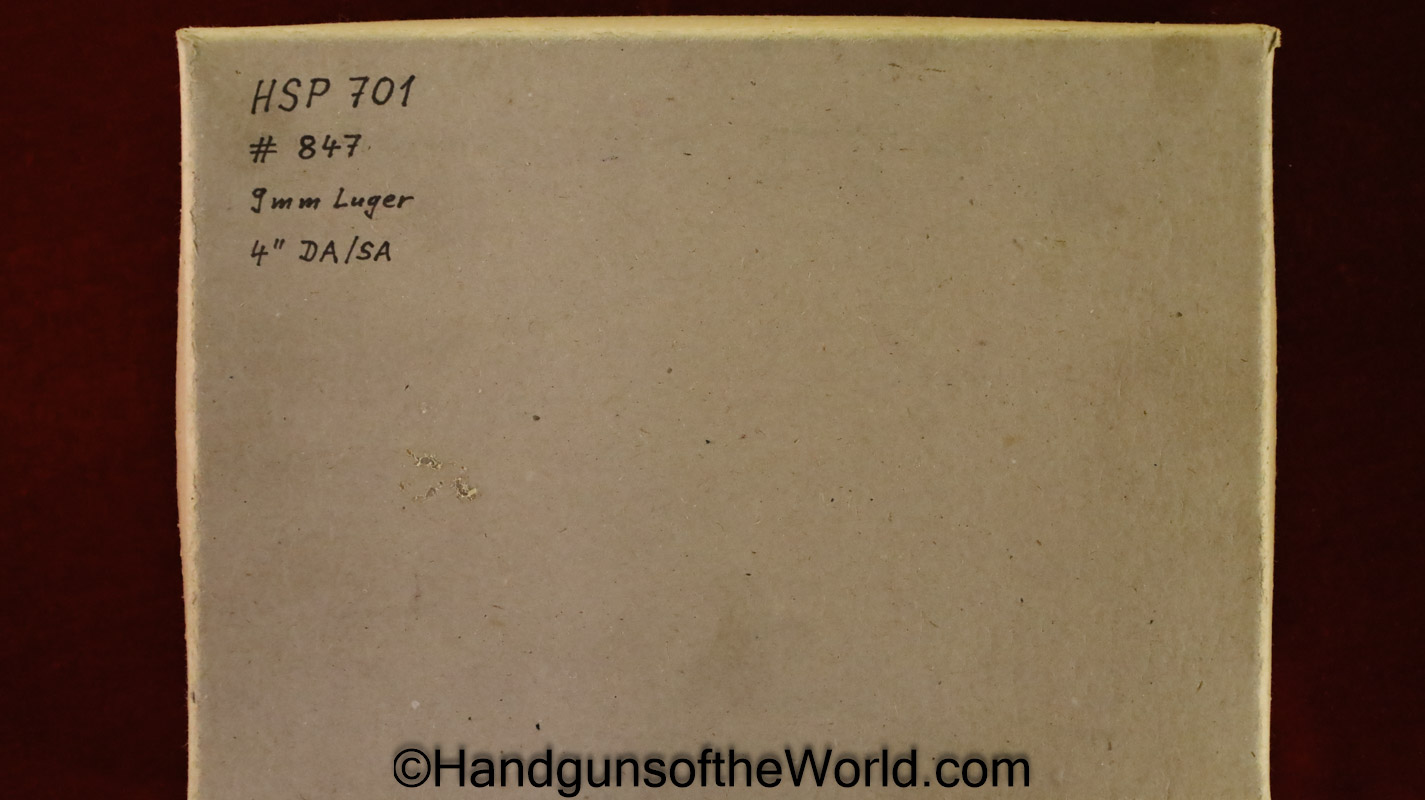 HSP 701
# 847
9mm Luger
4" DA/SA
©HandgunsoftheWorld.com